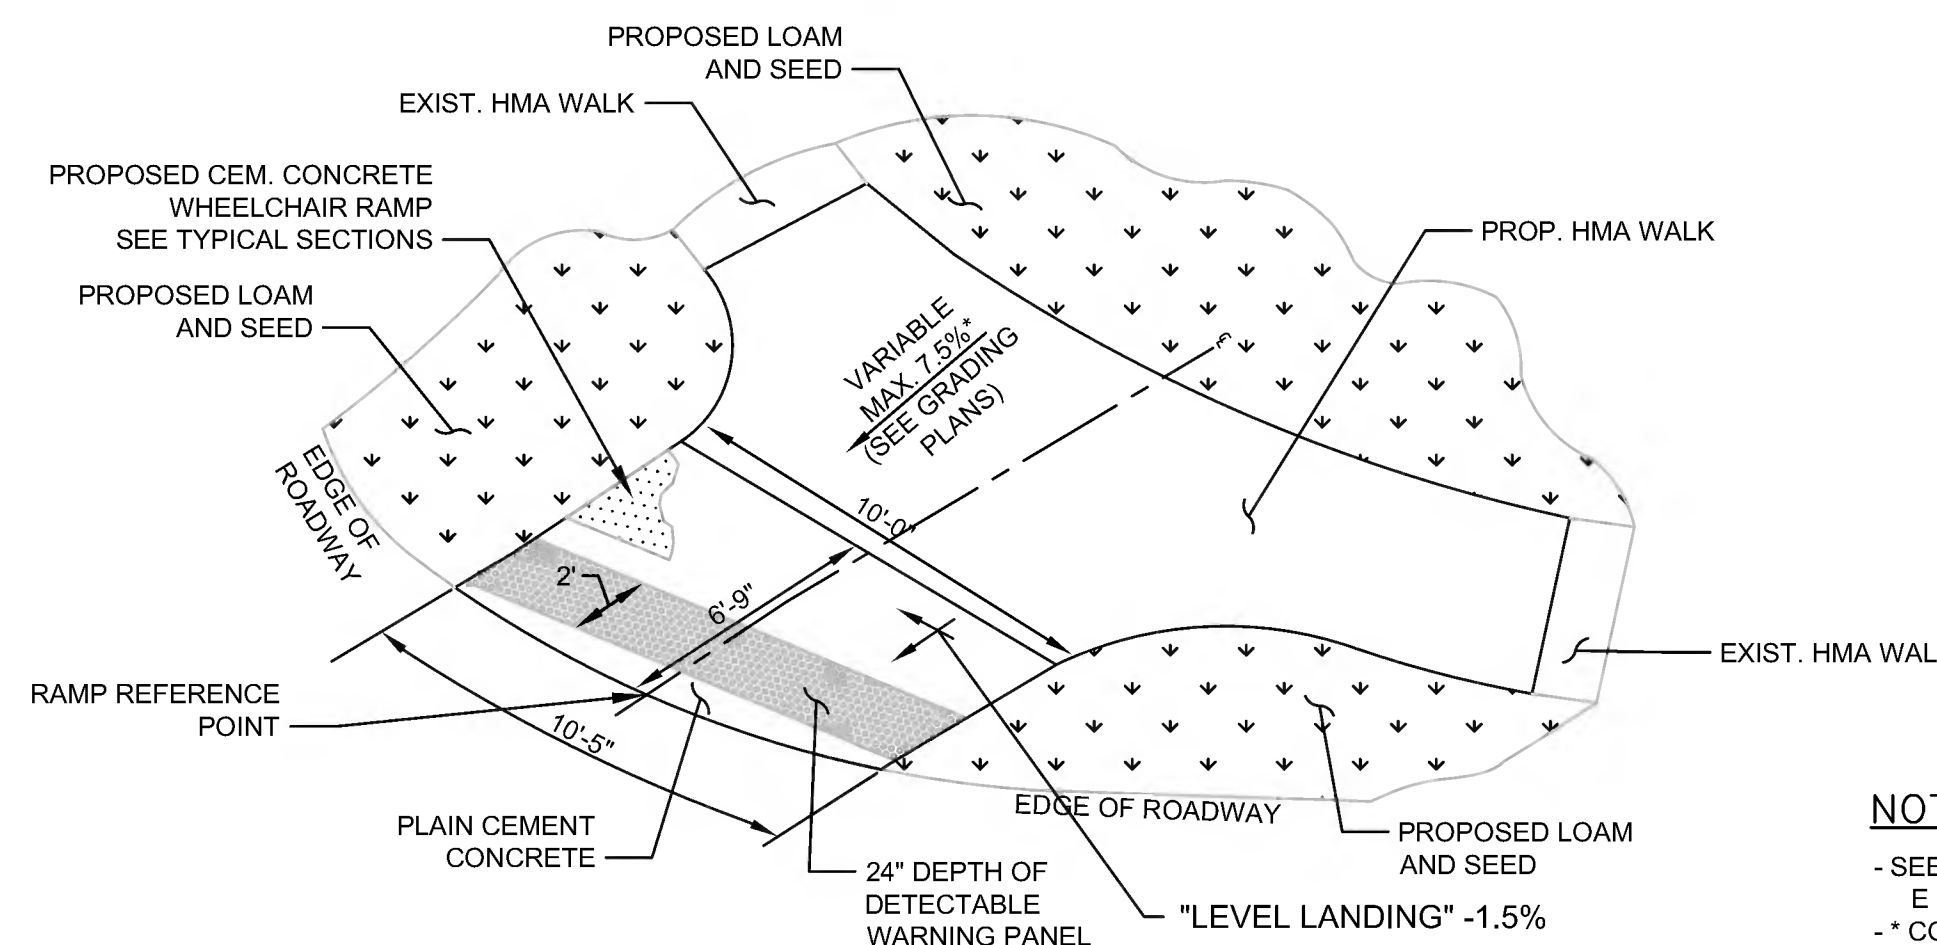 PROPOSED LOAM
AND SEED
EXIST. HMA WALK
PROPOSED CEM. CONCRETE
WHEELCHAIR RAMP
SEE TYPICAL SECTIONS
PROPOSED LOAM
AND SEED
PROP. HMA WALK
VARIABLE
MAX. 7.5%*
(SEE GRADING
PLANS)
EDGE OF
ROADWAY
10'-0"
2'
6'-9"
EXIST. HMA WAL
RAMP REFERENCE
POINT
10'-5"
EDGE OF ROADWAY
PLAIN CEMENT
CONCRETE
24" DEPTH OF
DETECTABLE
WARNING PANEL
"LEVEL LANDING" -1.5%
PROPOSED LOAM
AND SEED
NOT
- SEE
E
- * CO